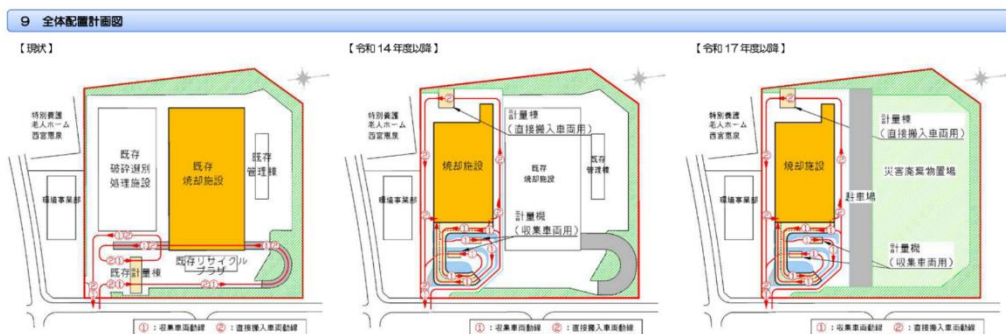 9 全体配置計画図
【現状】
特別養護
老人ホーム
西宮恵泉
環境事業部
既存
破砕選別
処理施設
既存
焼却施設
既存
管理棟
①②
①②
①②
②①
②①
②①
既存リサイクル
プラザ
既存計量棟
①：収集車両動線 ②：直接搬入車両動線
【令和14年度以降】
特別養護
老人ホーム
西宮恵泉
環境事業部
②
計量棟
（直接搬入車両用）
焼却施設
既存
焼却施設
既存
管理棟
計量機
（収集車両用）
①：収集車両動線 ②：直接搬入車両動線
【令和17年度以降】
特別養護
老人ホーム
西宮恵泉
環境事業部
②
計量棟
（直接搬入車両用）
焼却施設
災害廃棄物置場
駐車場
計量機
（収集車両用）
①：収集車両動線 ②：直接搬入車両動線